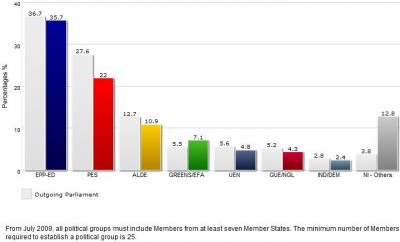 40
36.7
35.7
30
27.6
22
20
12.7
10.9
12.8
10
5.5
7.1
5.6
4.8
5.2
4.3
2.8
2.4
3.8
0
Percentages %
EPP-ED
PES
ALDE
GREENS/EFA
UEN
GUE/NGL
IND/DEM
NI - Others
Outgoing Parliament
From July 2009, all political groups must include Members from at least seven Member States. The minimum number of Members
required to establish a political group is 25.